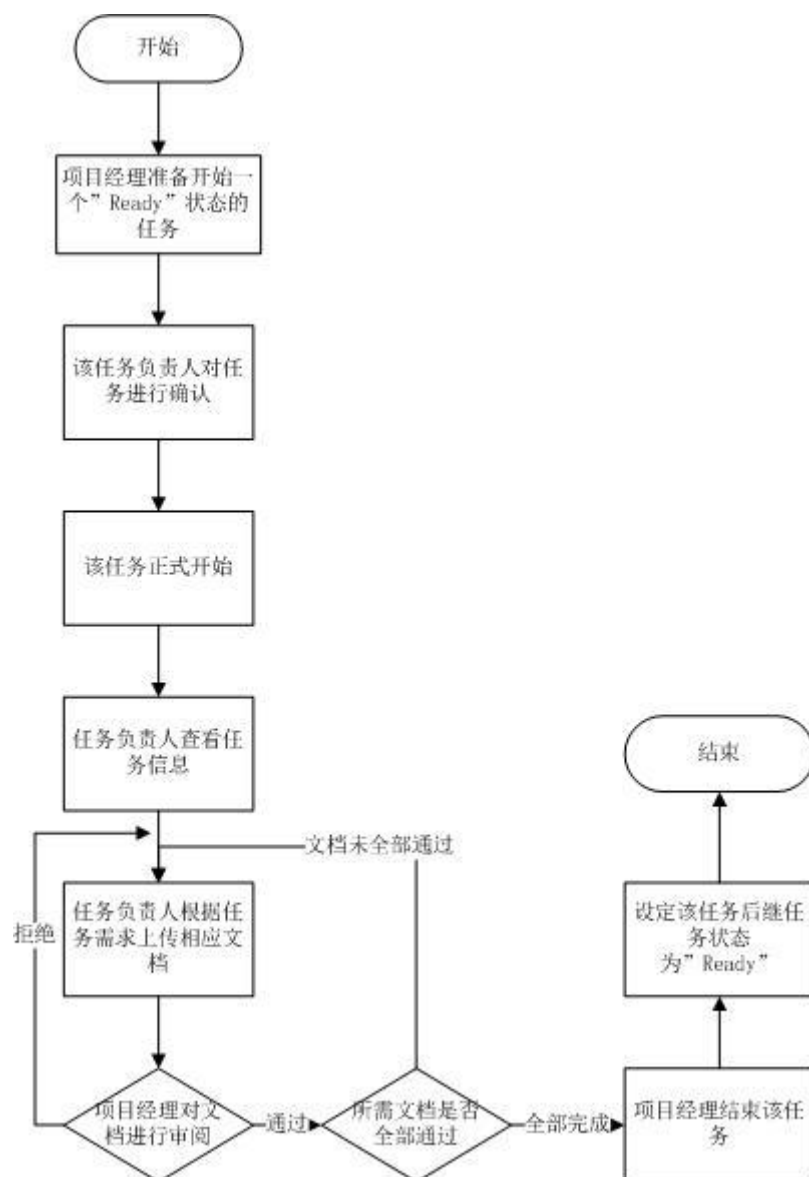 开始
项目经理准备开始一
个”Ready”状态的
任务
该任务负责人对任
务进行确认
该任务正式开始
任务负责人查看任
务信息
文档未全部通过
拒绝
任务负责人根据任
务需求上传相应文
档
项目经理对文
档进行审阅
通过
所需文档是否
全部通过
全部完成
项目经理结束该任
务
设定该任务后继任
务状态
为”Ready”
结束